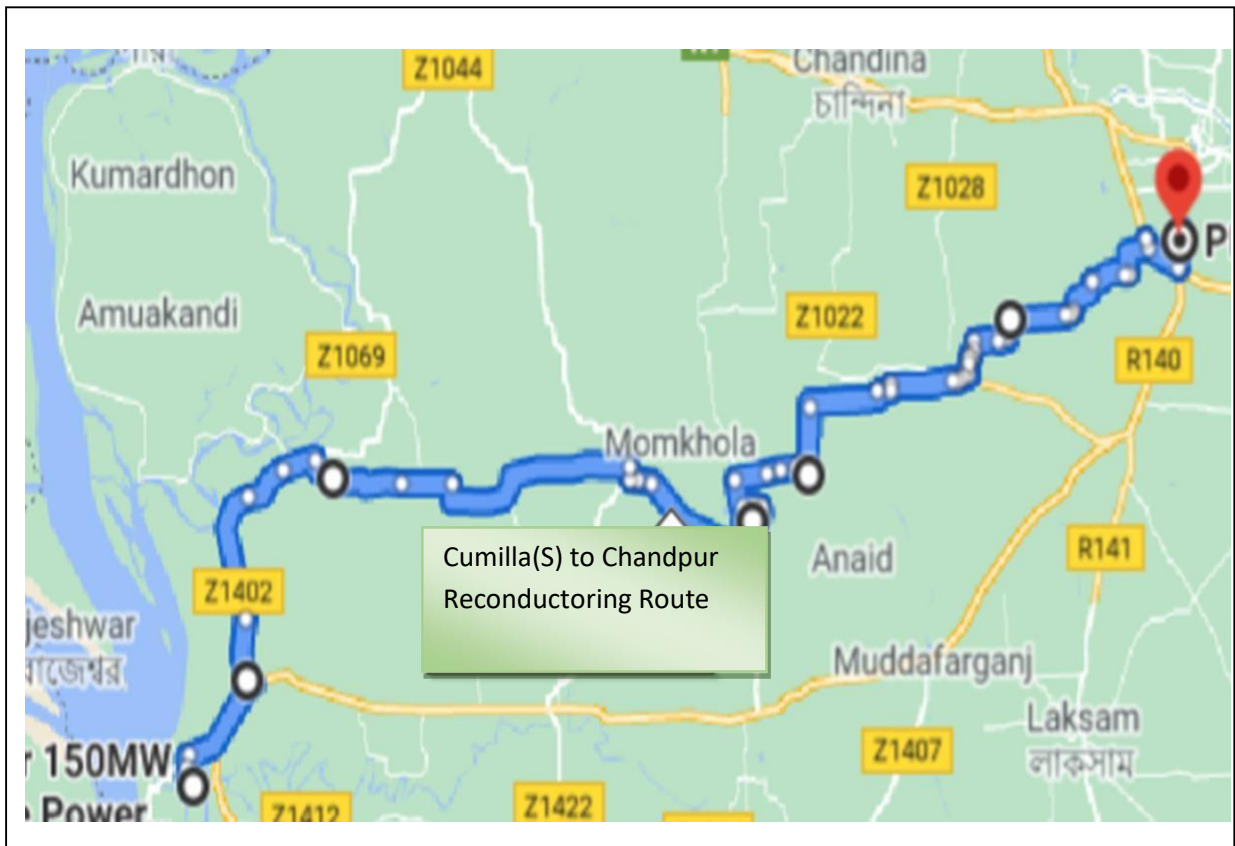 Z1044
Chandina
চান্দিনা
Kumardhon
Z1028
P
Amuakandi
Z1022
Z1069
R140
Momkhola
Cumilla(S) to Chandpur
Reconductoring Route
Anaid
R141
Z1402
jeshwar
রাজেশ্বর
Muddafarganj
Laksam
লাকসাম
Z1407
r 150MW
e Power
Z1412
Z1422